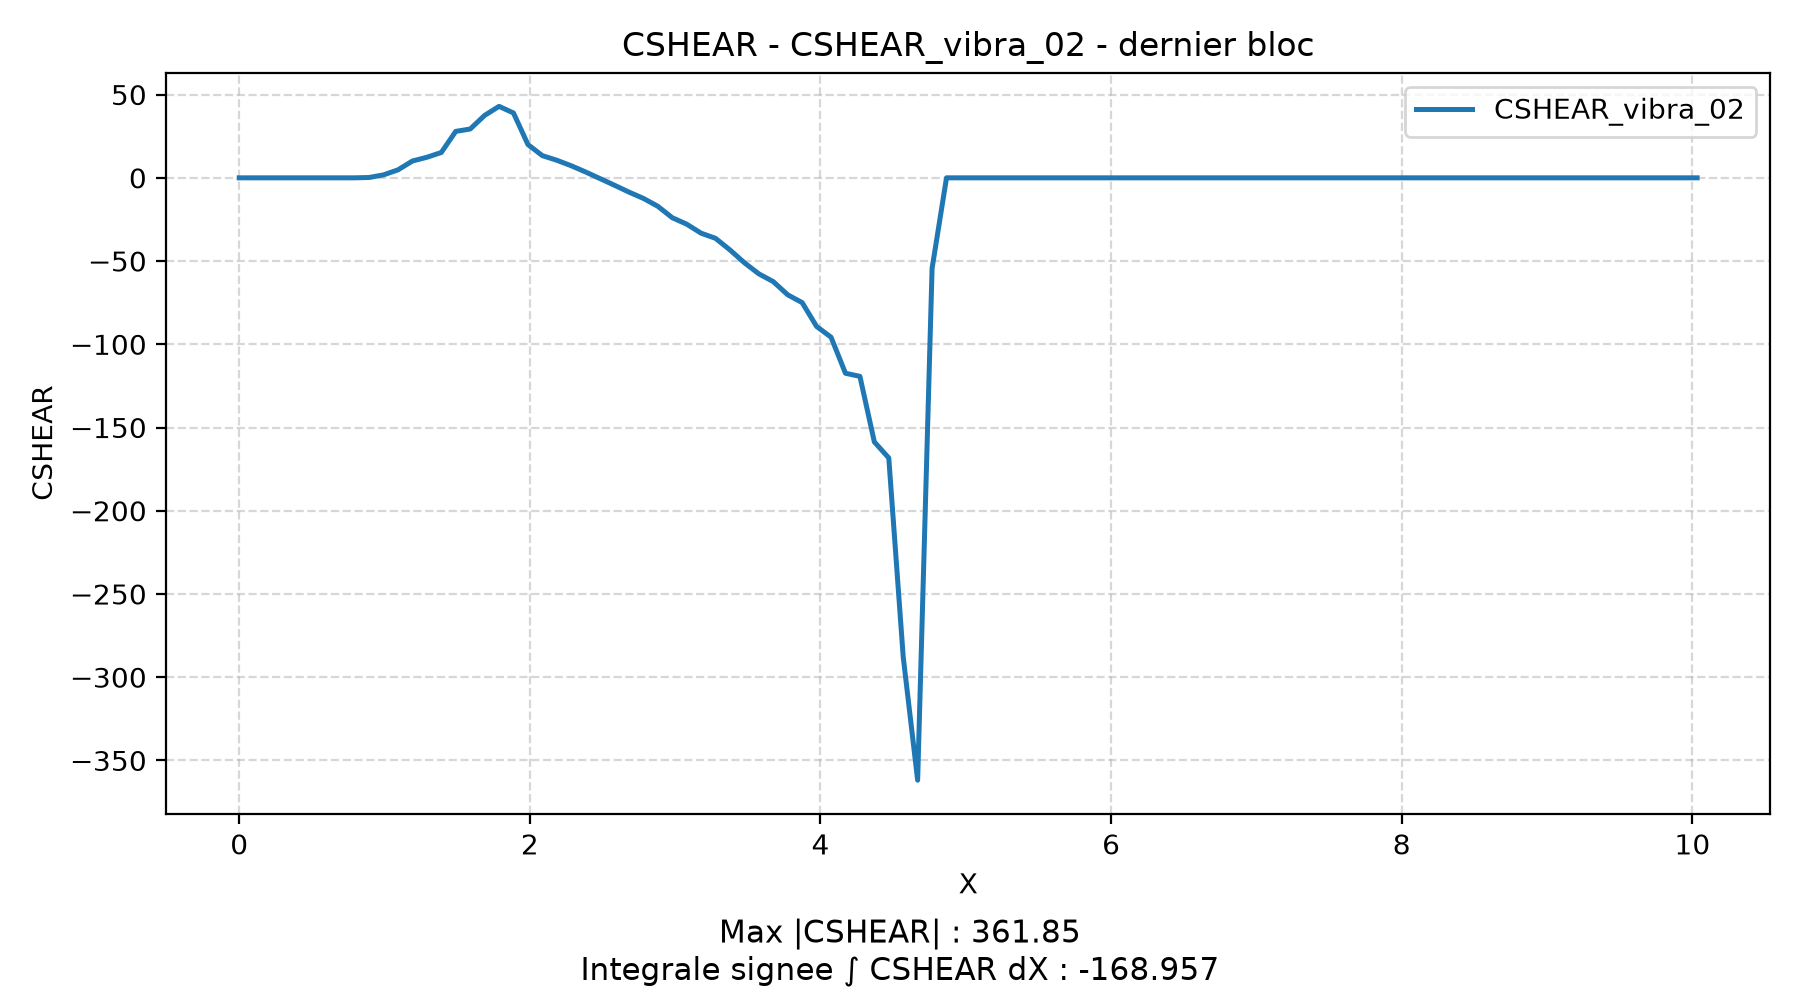 CSHEAR - CSHEAR_vibra_02 - dernier bloc
CSHEAR_vibra_02
50
0
−50
−100
−150
−200
−250
−300
−350
CSHEAR
0 2 4 6 8 10
X
Max |CSHEAR| : 361.85
Integrale signee ∫ CSHEAR dX : -168.957